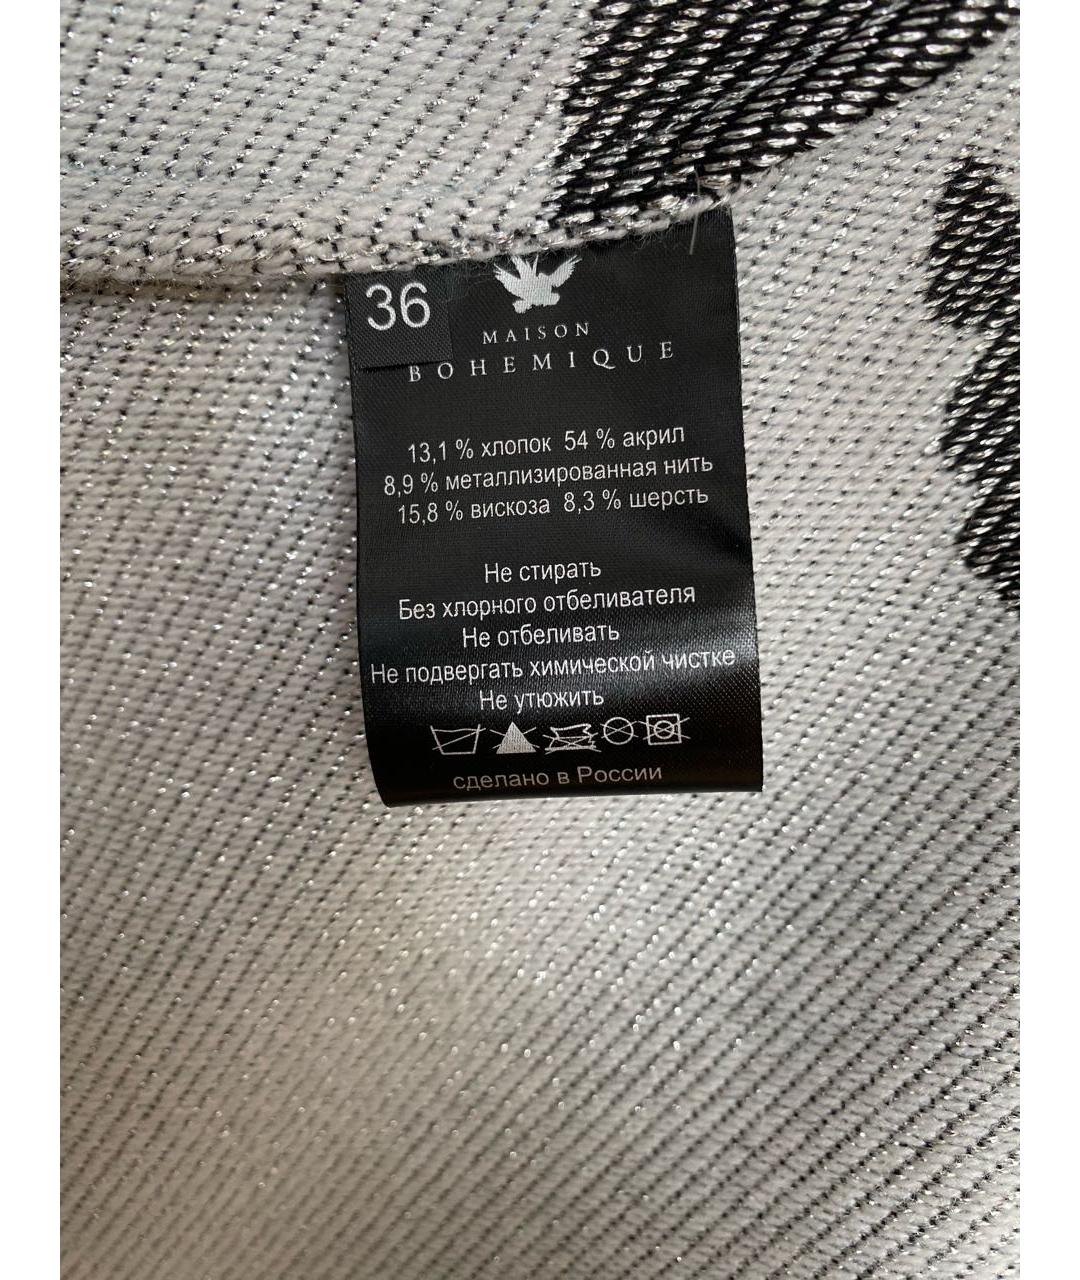 36
MAISON
BOHEMIQUE
13,1 % хлопок 54 % акрил
8,9 % металлизированная нить
15,8 % вискоза 8,3 % шерсть
Не стирать
Без хлорного отбеливателя
Не отбеливать
Не подвергать химической чистке
Не утюжить
сделано в России